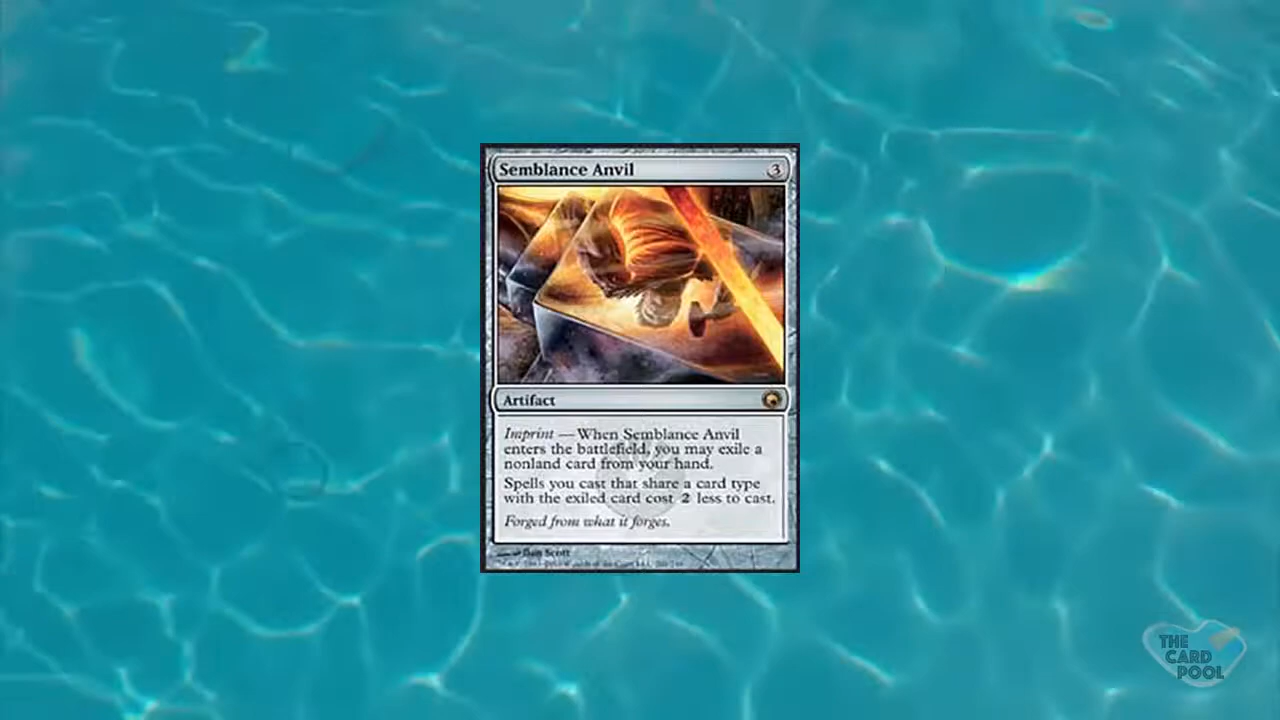 Semblance Anvil 3
Artifact
Imprint — When Semblance Anvil
enters the battlefield, you may exile a
nonland card from your hand.
Spells you cast that share a card type
with the exiled card cost 2 less to cast.
Forged from what it forges.
Dan Scott
THE
CARD
POOL